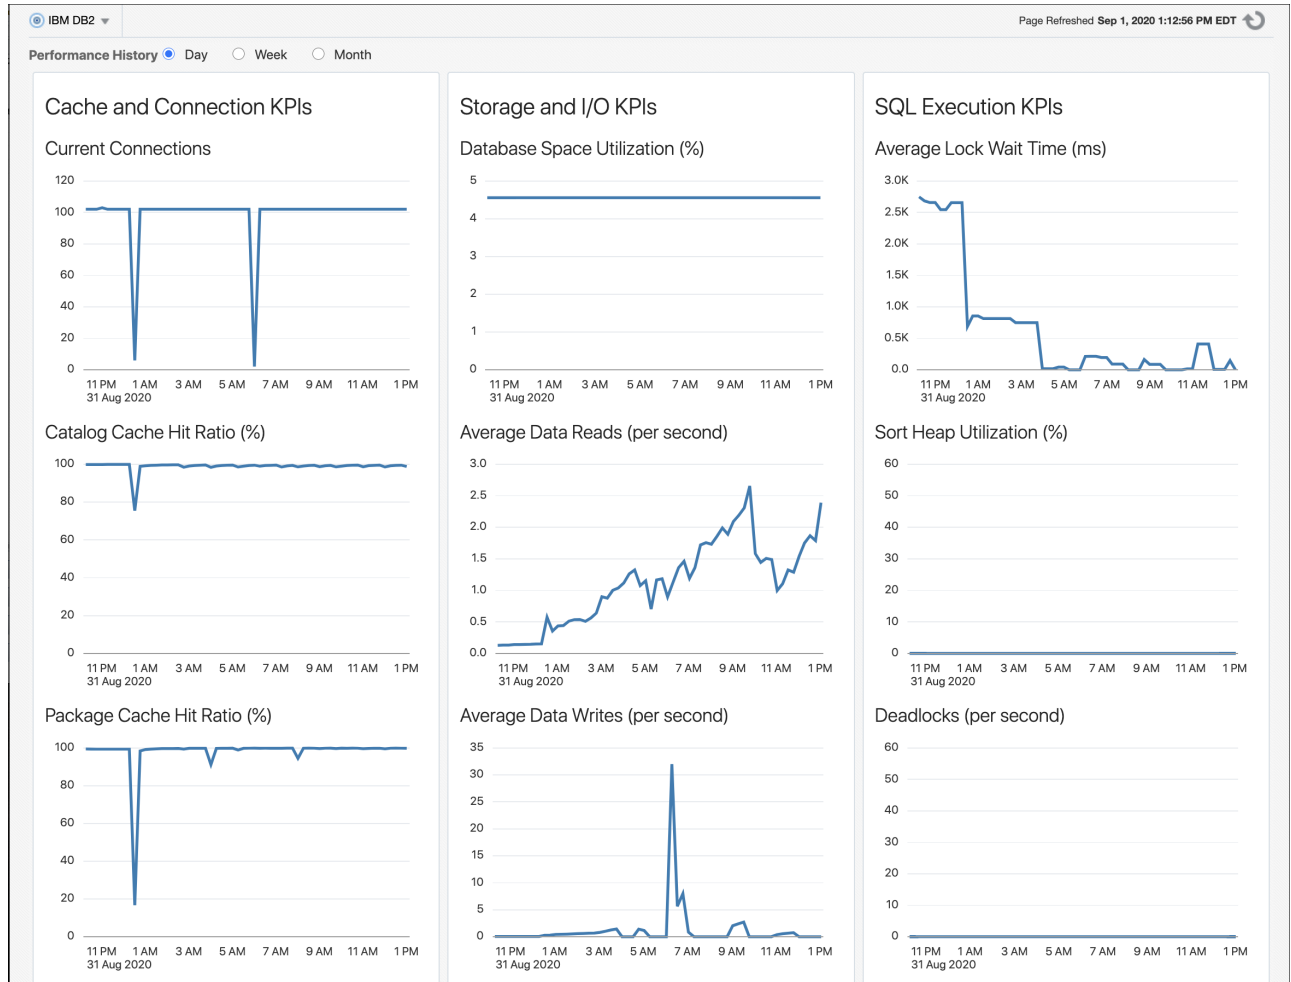 IBM DB2
Page Refreshed Sep 1, 2020 1:12:56 PM EDT
Performance History Day Week Month
Cache and Connection KPIs
Current Connections
120
100
80
60
40
20
0
11 PM 1 AM 3 AM 5 AM 7 AM 9 AM 11 AM 1 PM
31 Aug 2020
Catalog Cache Hit Ratio (%)
100
80
60
40
20
0
11 PM 1 AM 3 AM 5 AM 7 AM 9 AM 11 AM 1 PM
31 Aug 2020
Package Cache Hit Ratio (%)
100
80
60
40
20
0
11 PM 1 AM 3 AM 5 AM 7 AM 9 AM 11 AM 1 PM
31 Aug 2020
Storage and I/O KPIs
Database Space Utilization (%)
5
4
3
2
1
0
11 PM 1 AM 3 AM 5 AM 7 AM 9 AM 11 AM 1 PM
31 Aug 2020
Average Data Reads (per second)
3.0
2.5
2.0
1.5
1.0
0.5
0.0
11 PM 1 AM 3 AM 5 AM 7 AM 9 AM 11 AM 1 PM
31 Aug 2020
Average Data Writes (per second)
35
30
25
20
15
10
5
0
11 PM 1 AM 3 AM 5 AM 7 AM 9 AM 11 AM 1 PM
31 Aug 2020
SQL Execution KPIs
Average Lock Wait Time (ms)
3.0K
2.5K
2.0K
1.5K
1.0K
0.5K
0.0
11 PM 1 AM 3 AM 5 AM 7 AM 9 AM 11 AM 1 PM
31 Aug 2020
Sort Heap Utilization (%)
60
50
40
30
20
10
0
11 PM 1 AM 3 AM 5 AM 7 AM 9 AM 11 AM 1 PM
31 Aug 2020
Deadlocks (per second)
60
50
40
30
20
10
0
11 PM 1 AM 3 AM 5 AM 7 AM 9 AM 11 AM 1 PM
31 Aug 2020